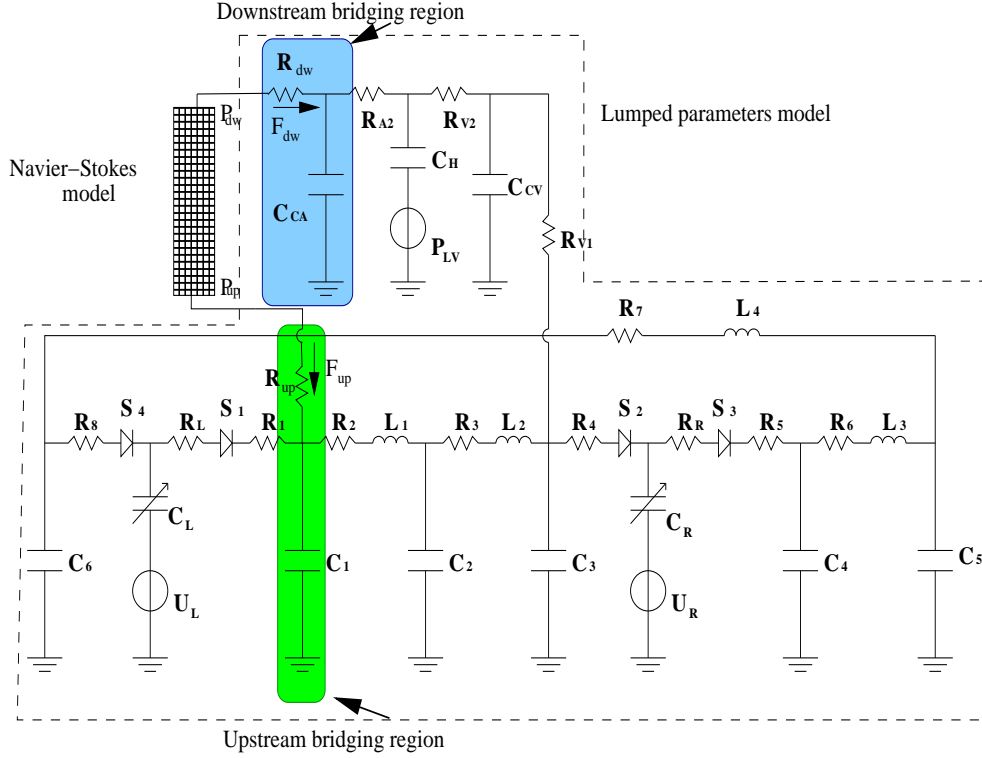 Downstream bridging region
R dw
P dw
F dw
R A2
R V2
Lumped parameters model
Navier–Stokes
model
C H
C CV
C CA
P LV
R V1
P up
R 7
L 4
R up
F up
R 8
S 4
R L
S 1
R 1
R 2
L 1
R 3
L 2
R 4
S 2
R R
S 3
R 5
R 6
L 3
C L
C R
C 6
C 1
C 2
C 3
C 4
C 5
U L
U R
Upstream bridging region